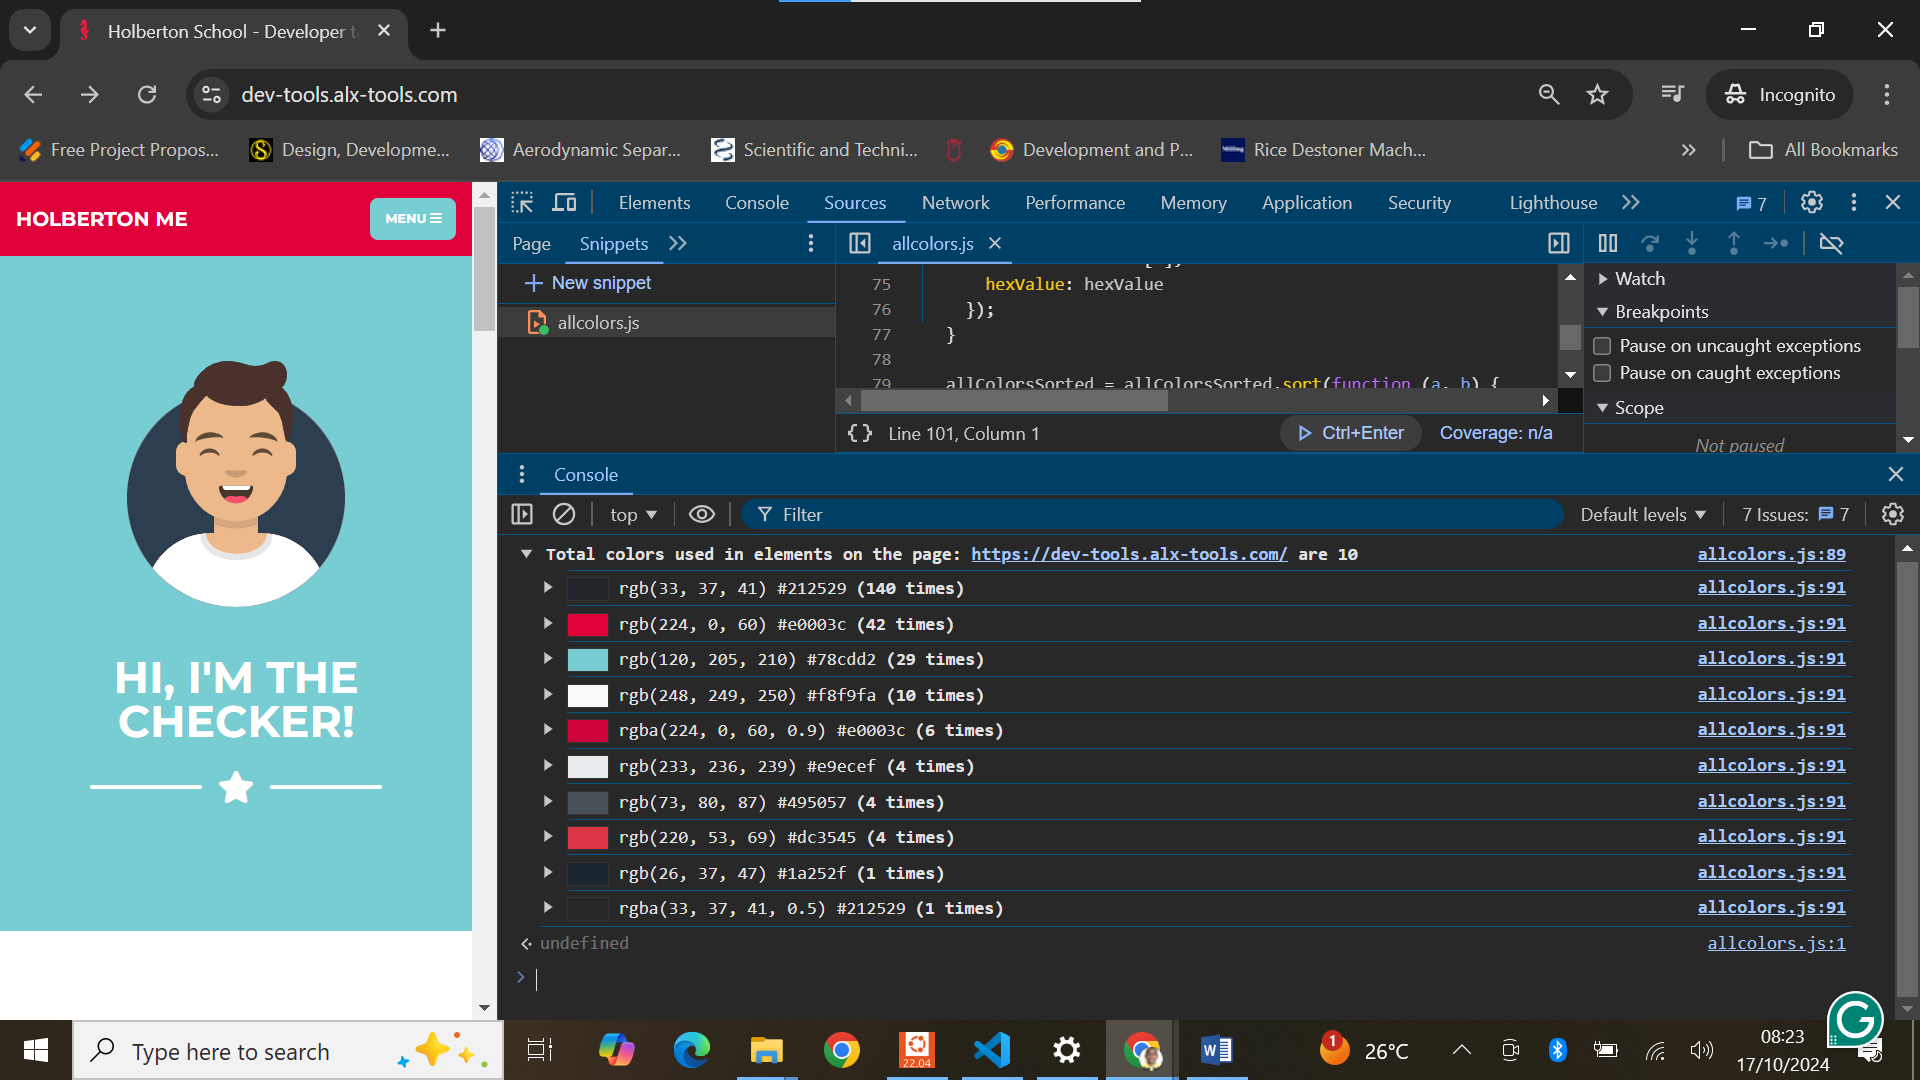 Holberton School - Developer t
dev-tools.alx-tools.com
Incognito
Free Project Propos...
Design, Developme...
Aerodynamic Separ...
Scientific and Techni...
Development and P...
Rice Destoner Mach...
All Bookmarks
HOLBERTON ME
MENU
HI, I'M THE
CHECKER!
Elements Console Sources Network Performance Memory Application Security Lighthouse 7
Page Snippets
allcolors.js
New snippet
allcolors.js
75 hexValue: hexValue
76 });
77 }
78
79 allColorsSorted = allColorsSorted.sort(function (a, b) {
Line 101, Column 1
Ctrl+Enter
Coverage: n/a
Watch
Breakpoints
Pause on uncaught exceptions
Pause on caught exceptions
Scope
Not paused
Console
top
Filter
Default levels
7 Issues: 7
Total colors used in elements on the page: https://dev-tools.alx-tools.com/ are 10 allcolors.js:89
rgb(33, 37, 41) #212529 (140 times) allcolors.js:91
rgb(224, 0, 60) #e0003c (42 times) allcolors.js:91
rgb(120, 205, 210) #78cdd2 (29 times) allcolors.js:91
rgb(248, 249, 250) #f8f9fa (10 times) allcolors.js:91
rgba(224, 0, 60, 0.9) #e0003c (6 times) allcolors.js:91
rgb(233, 236, 239) #e9ecef (4 times) allcolors.js:91
rgb(73, 80, 87) #495057 (4 times) allcolors.js:91
rgb(220, 53, 69) #dc3545 (4 times) allcolors.js:91
rgb(26, 37, 47) #1a252f (1 times) allcolors.js:91
rgba(33, 37, 41, 0.5) #212529 (1 times) allcolors.js:91
undefined allcolors.js:1
Type here to search
22.04
1
26°C
08:23
17/10/2024